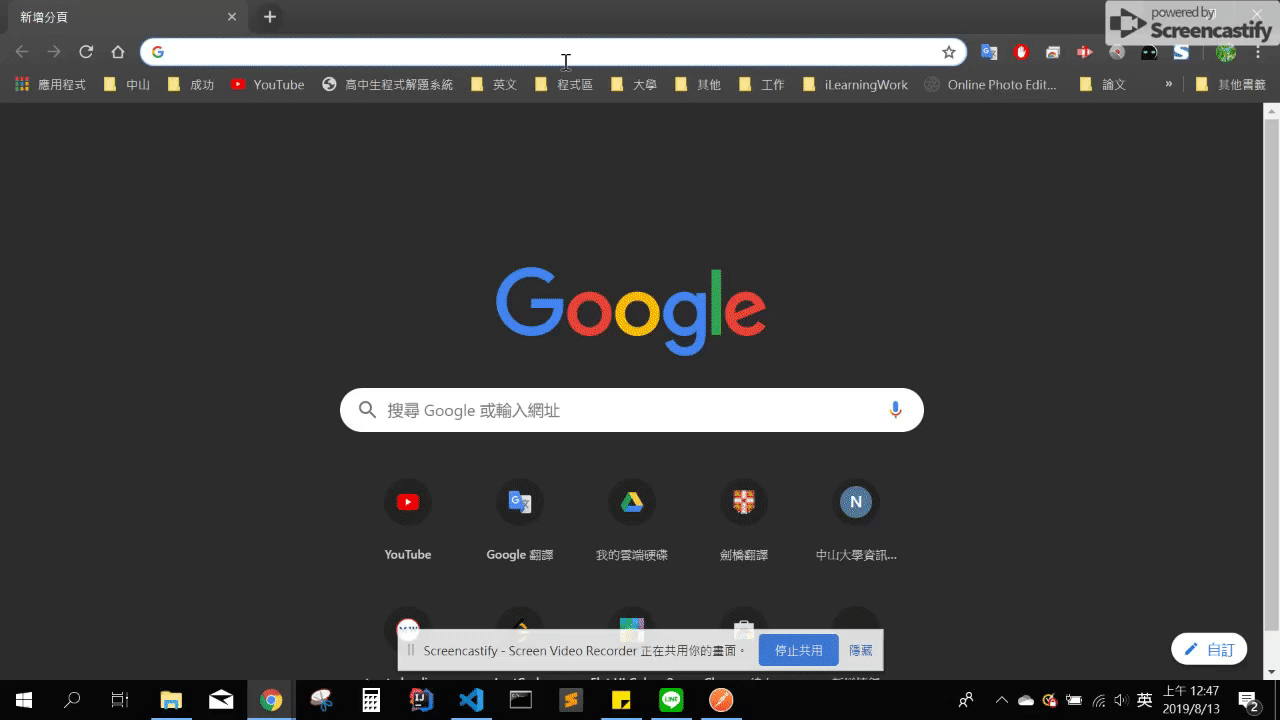 新增分頁
powered by
Screencastify
應用程式
中山
成功
YouTube
高中生程式解題系統
英文
程式區
大學
其他
工作
iLearningWork
Online Photo Edit...
論文
»
其他書籤
Google
搜尋 Google 或輸入網址
YouTube
Google 翻譯
我的雲端硬碟
劍橋翻譯
N
中山大學資訊...
Screencastify - Screen Video Recorder 正在共用你的畫面。
停止共用
隱藏
自訂
英
上午 12:47
2019/8/13
2